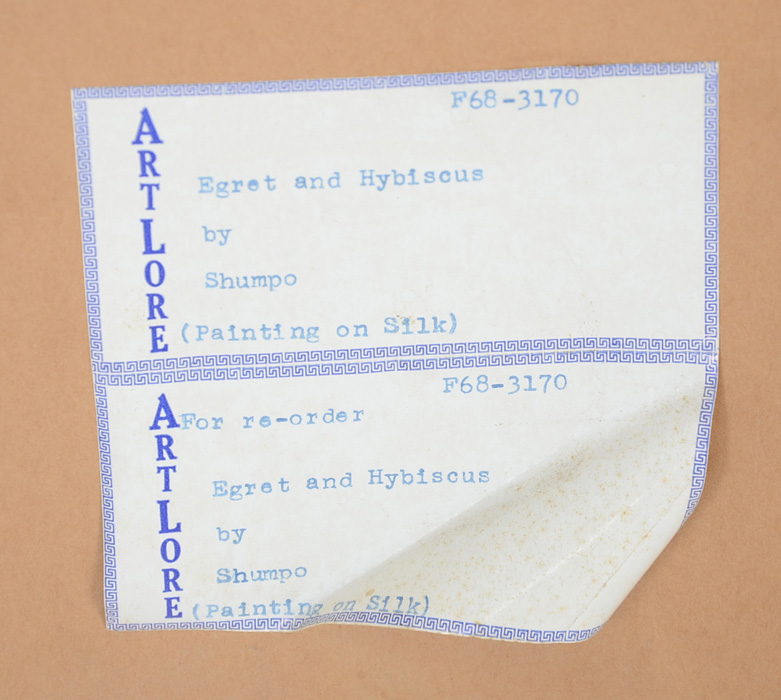 F68-3170
ARTLORE
Egret and Hybiscus
by
Shumpo
(Painting on Silk)
F68-3170
ARTLORE
For re-order
Egret and Hybiscus
by
Shumpo
(Painting on Silk)